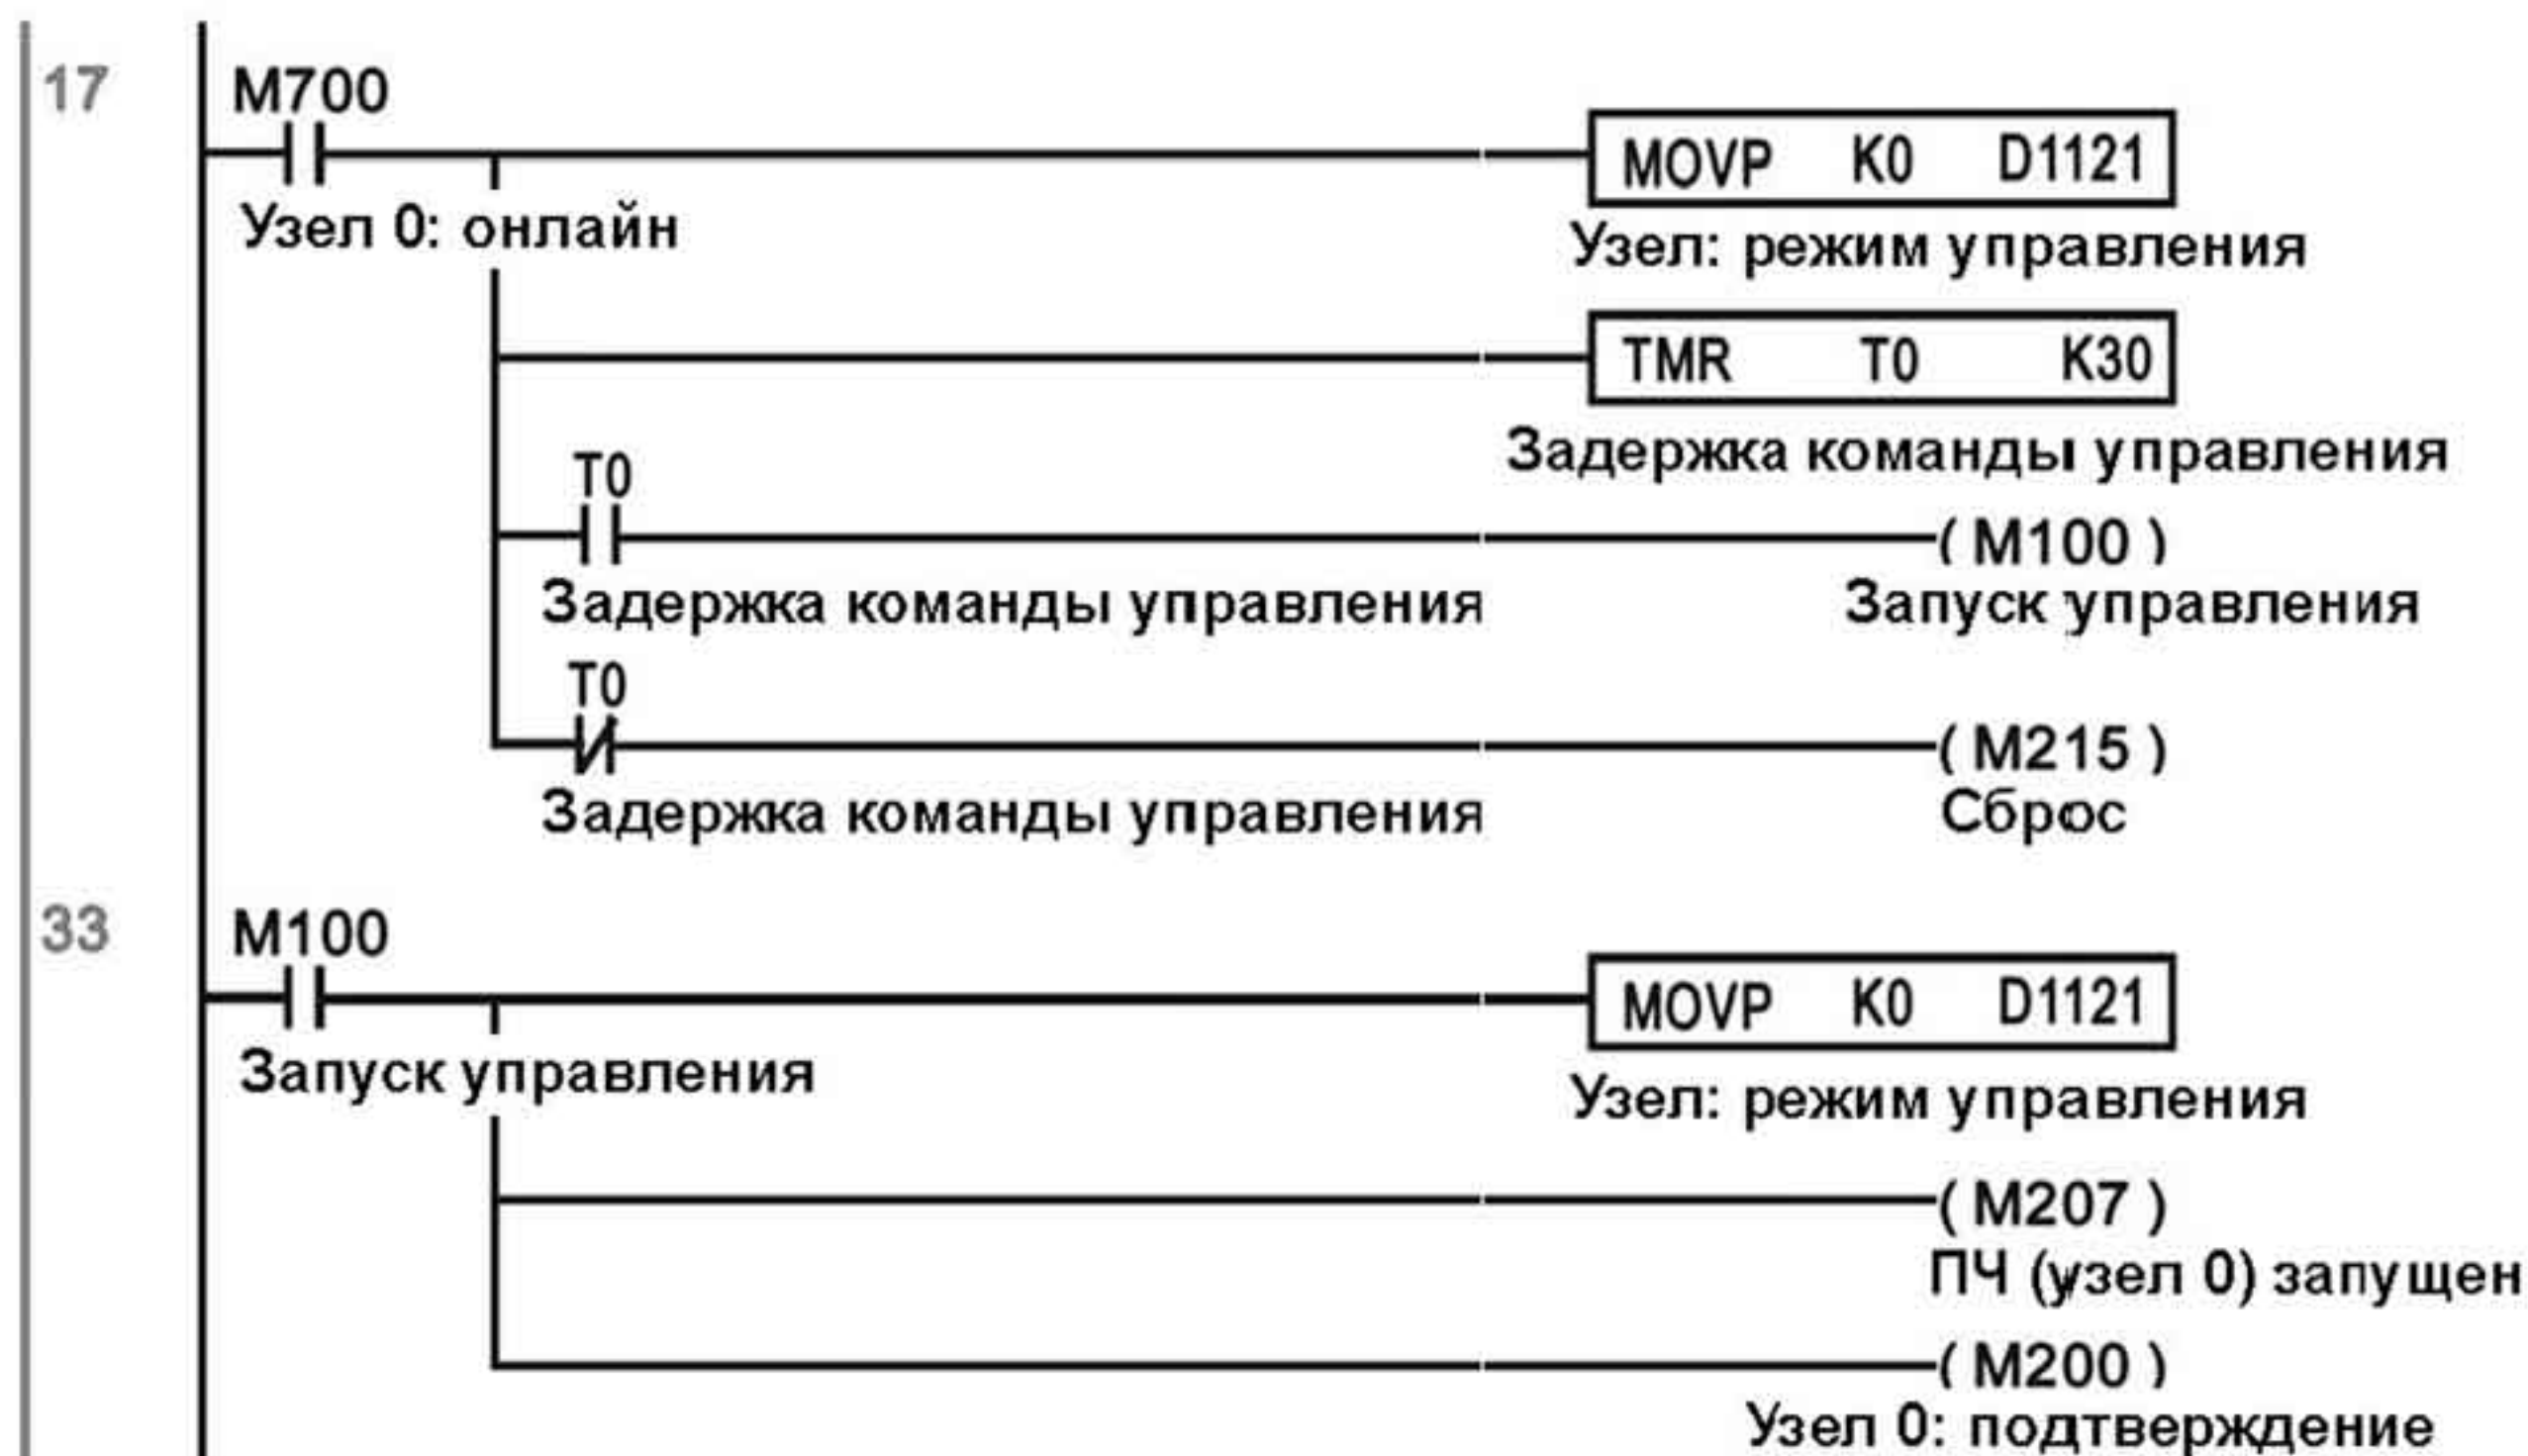 17
M700
MOVP K0 D1121
Узел 0: онлайн
Узел: режим управления
TMR T0 K30
Задержка команды управления
T0
( M100 )
Задержка команды управления
Запуск управления
T0
( M215 )
Задержка команды управления
Сброс
33
M100
MOVP K0 D1121
Запуск управления
Узел: режим управления
( M207 )
ПЧ (узел 0) запущен
( M200 )
Узел 0: подтверждение